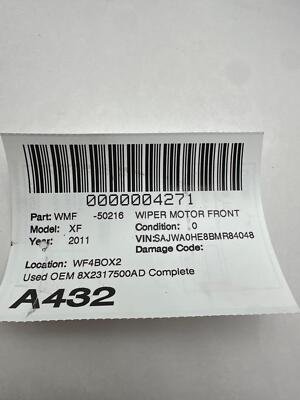 0000004271
Part: WMF -50216 WIPER MOTOR FRONT
Model: XF Condition: 0
Year: 2011 VIN:SAJWA0HE8BMR84048
Damage Code:
Location: WF4BOX2
Used OEM 8X2317500AD Complete
A432